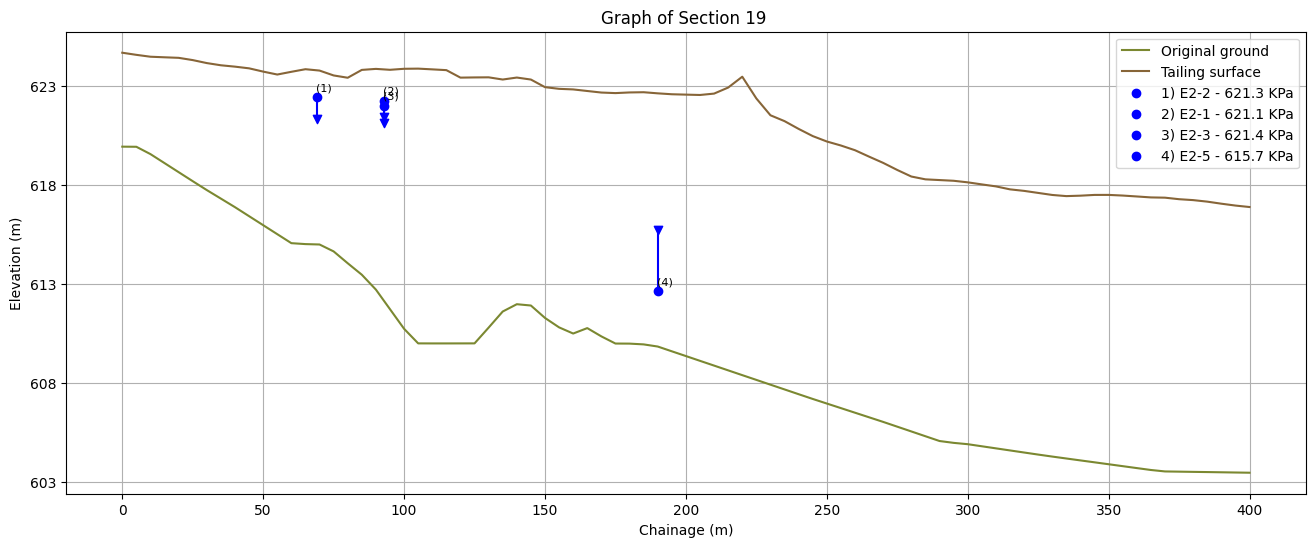 Graph of Section 19
Original ground
Tailing surface
1) E2-2 - 621.3 KPa
2) E2-1 - 621.1 KPa
3) E2-3 - 621.4 KPa
4) E2-5 - 615.7 KPa
(1)
(2)
(3)
(4)
Elevation (m)
623
618
613
608
603
0 50 100 150 200 250 300 350 400
Chainage (m)